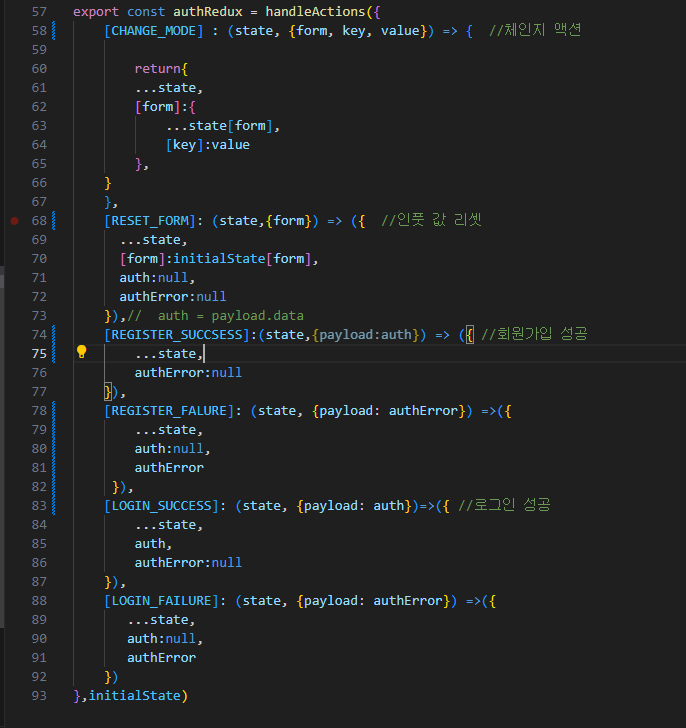 57 export const authRedux = handleActions({
58     [CHANGE_MODE] : (state, {form, key, value}) => {  //체인지 액션
59
60         return{
61         ...state,
62         [form]:{
63             ...state[form],
64             [key]:value
65         },
66     }
67     },
68     [RESET_FORM]: (state,{form}) => ({  //인풋 값 리셋
69       ...state,
70       [form]:initialState[form],
71       auth:null,
72       authError:null
73     }),//  auth = payload.data
74     [REGISTER_SUCCSESS]:(state,{payload:auth}) => ({ //회원가입 성공
75         ...state,
76         authError:null
77     }),
78     [REGISTER_FALURE]: (state, {payload: authError}) =>({
79         ...state,
80         auth:null,
81         authError
82      }),
83     [LOGIN_SUCCESS]: (state, {payload: auth})=>({ //로그인 성공
84         ...state,
85         auth,
86         authError:null
87     }),
88     [LOGIN_FAILURE]: (state, {payload: authError}) =>({
89        ...state,
90        auth:null,
91        authError
92     })
93 },initialState)